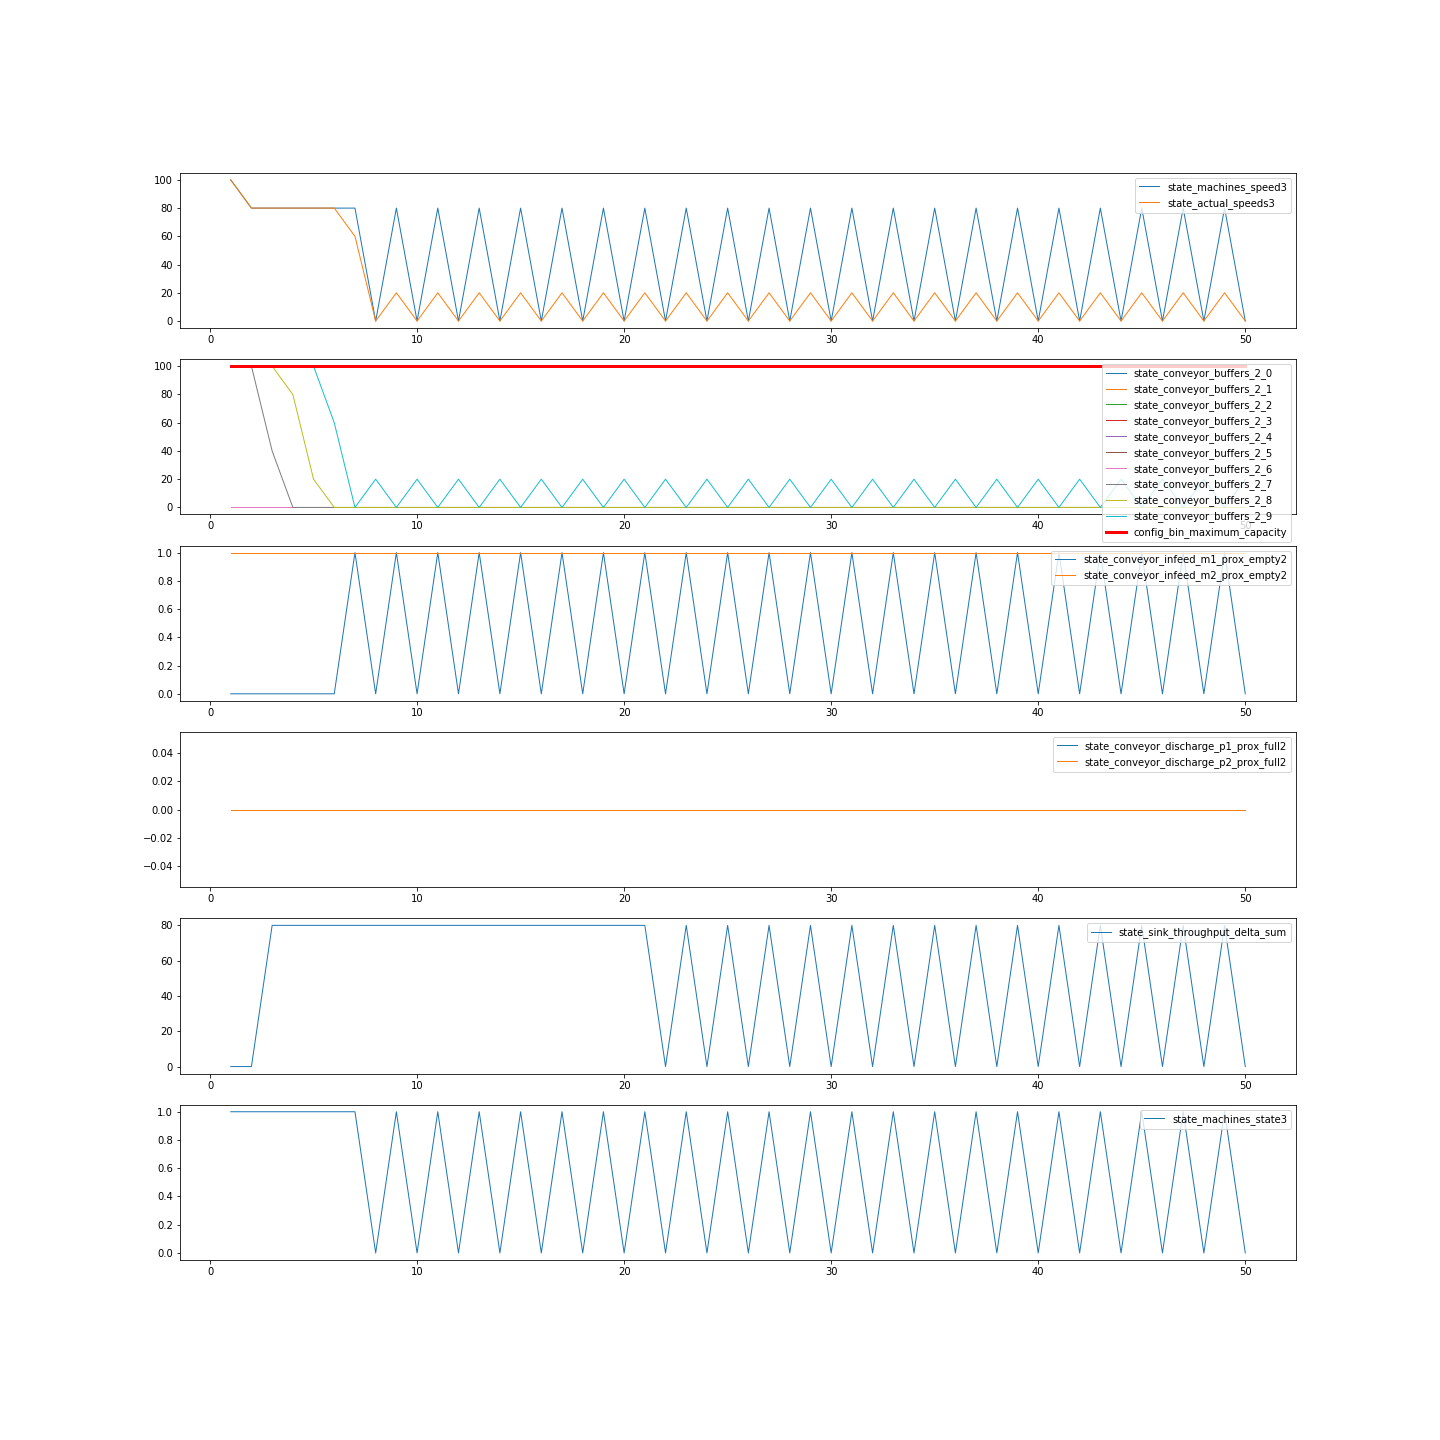 100
80
60
40
20
0
state_machines_speed3
state_actual_speeds3
0 10 20 30 40 50
100
80
60
40
20
0
state_conveyor_buffers_2_0
state_conveyor_buffers_2_1
state_conveyor_buffers_2_2
state_conveyor_buffers_2_3
state_conveyor_buffers_2_4
state_conveyor_buffers_2_5
state_conveyor_buffers_2_6
state_conveyor_buffers_2_7
state_conveyor_buffers_2_8
state_conveyor_buffers_2_9
config_bin_maximum_capacity
0 10 20 30 40 50
1.0
0.8
0.6
0.4
0.2
0.0
state_conveyor_infeed_m1_prox_empty2
state_conveyor_infeed_m2_prox_empty2
0 10 20 30 40 50
0.04
0.02
0.00
−0.02
−0.04
state_conveyor_discharge_p1_prox_full2
state_conveyor_discharge_p2_prox_full2
0 10 20 30 40 50
80
60
40
20
0
state_sink_throughput_delta_sum
0 10 20 30 40 50
1.0
0.8
0.6
0.4
0.2
0.0
state_machines_state3
0 10 20 30 40 50